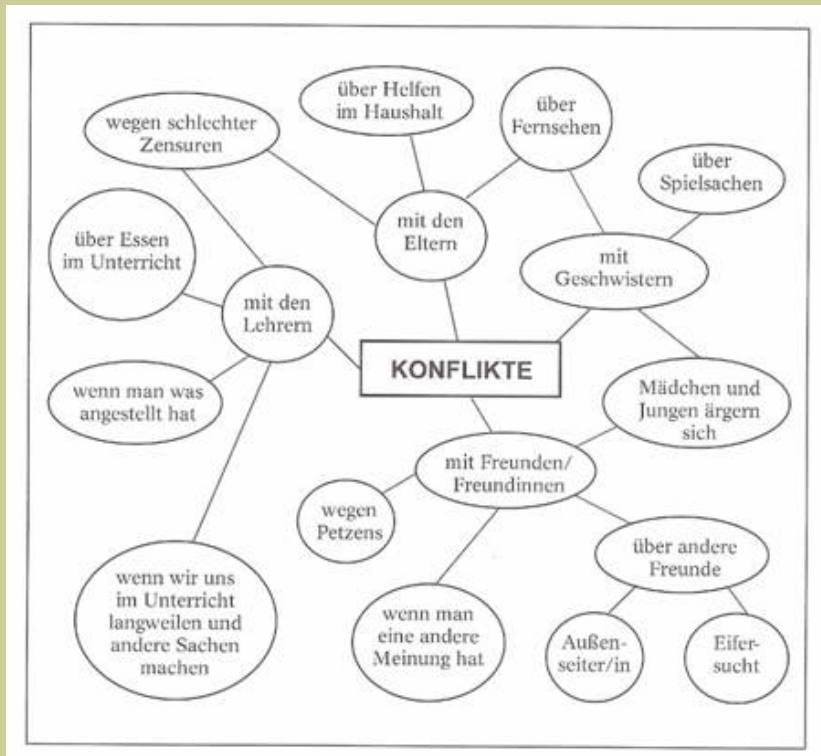 über Helfen
im Haushalt
über
Fernsehen
wegen schlechter
Zensuren
über
Spielsachen
mit den
Eltern
über Essen
im Unterricht
mit
Geschwistern
mit den
Lehrern
KONFLIKTE
wenn man was
angestellt hat
Mädchen und
Jungen ärgern
sich
mit Freunden/
Freundinnen
wegen
Petzens
über andere
Freunde
wenn wir uns
im Unterricht
langweilen und
andere Sachen
machen
wenn man
eine andere
Meinung hat
Außen-
seiter/in
Eifer-
sucht